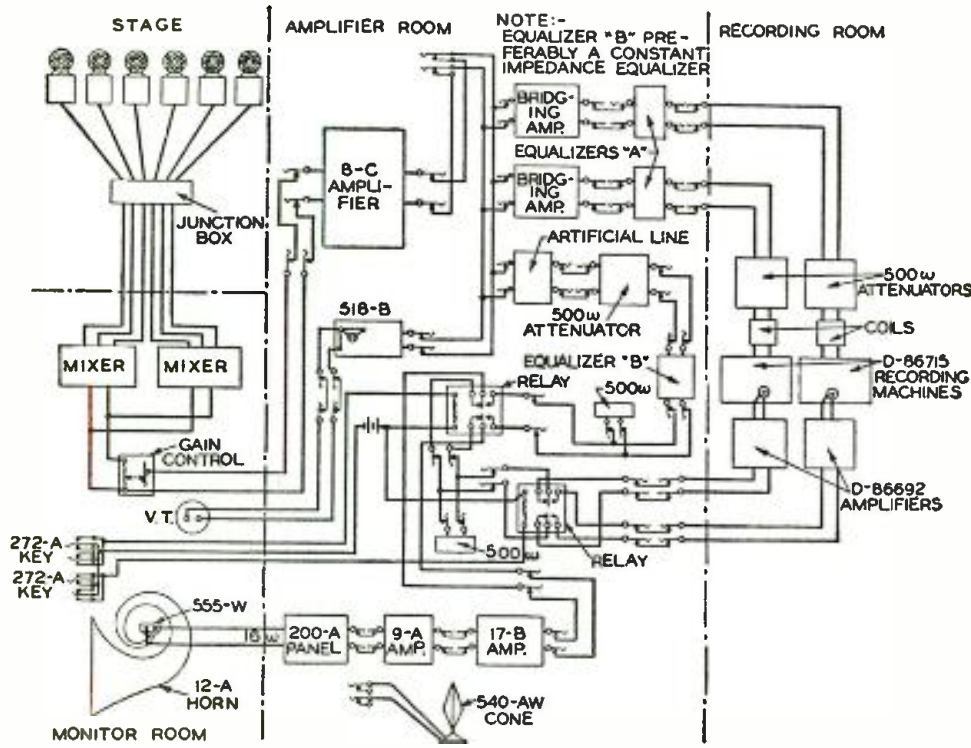 STAGE
AMPLIFIER ROOM
NOTE:-
EQUALIZER "B" PRE-
FERABLY A CONSTANT
IMPEDANCE EQUALIZER
RECORDING ROOM
BRIDG-
ING
AMP.
EQUALIZERS "A"
8-C
AMPLI-
FIER
BRIDG-
ING
AMP.
JUNCTION
BOX
ARTIFICIAL LINE
500ω
ATTENUATORS
518-B
500ω
ATTENUATOR
COILS
MIXER
MIXER
EQUALIZER "B"
RELAY
500ω
D-86715
RECORDING
MACHINES
GAIN
CONTROL
D-86692
AMPLIFIERS
V.T.
272-A
KEY
500ω
RELAY
272-A
KEY
555-W
16ω
200-A
PANEL
9-A
AMP.
17-B
AMP.
12-A
HORN
540-AW
CONE
MONITOR ROOM